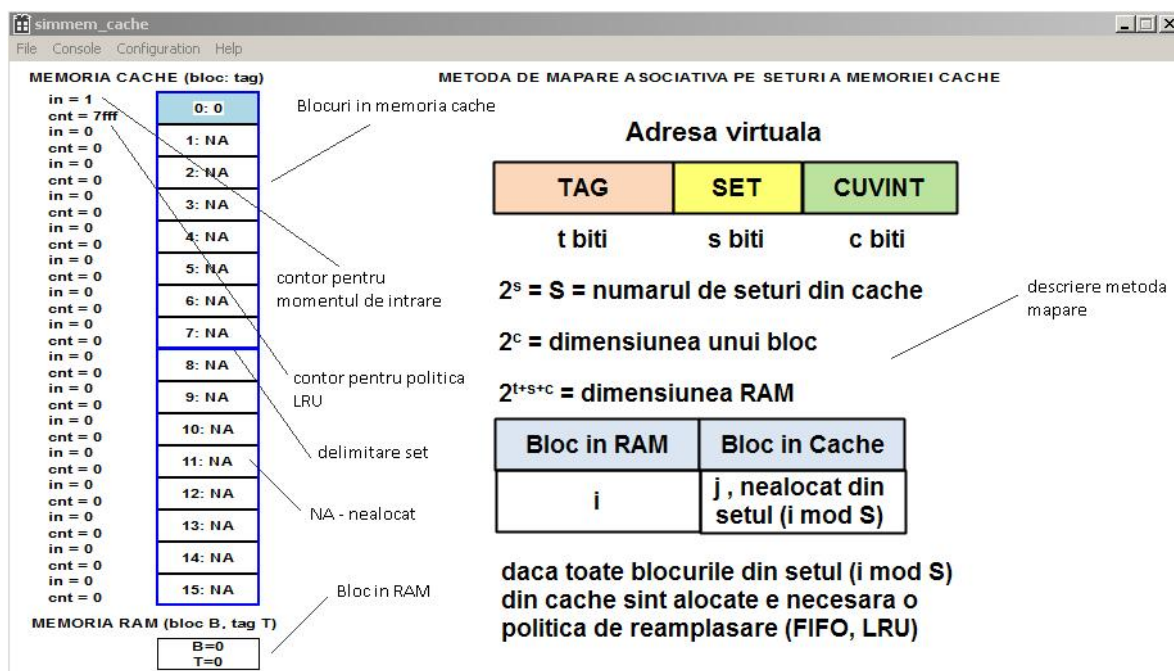 simmem_cache
File Console Configuration Help
MEMORIA CACHE (bloc: tag)
METODA DE MAPARE ASOCIATIVA PE SETURI A MEMORIEI CACHE
in = 1
cnt = 7fff
in = 0
cnt = 0
in = 0
cnt = 0
in = 0
cnt = 0
in = 0
cnt = 0
in = 0
cnt = 0
in = 0
cnt = 0
in = 0
cnt = 0
in = 0
cnt = 0
in = 0
cnt = 0
in = 0
cnt = 0
in = 0
cnt = 0
in = 0
cnt = 0
in = 0
cnt = 0
in = 0
cnt = 0
in = 0
cnt = 0
0: 0
1: NA
2: NA
3: NA
4: NA
5: NA
6: NA
7: NA
8: NA
9: NA
10: NA
11: NA
12: NA
13: NA
14: NA
15: NA
MEMORIA RAM (bloc B, tag T)
B=0
T=0
Blocuri in memoria cache
contor pentru
momentul de intrare
contor pentru politica
LRU
delimitare set
NA - nealocat
Bloc in RAM
Adresa virtuala
TAG SET CUVINT
t biti s biti c biti
2ˢ = S = numarul de seturi din cache
2ᶜ = dimensiunea unui bloc
2ᵗ⁺ˢ⁺ᶜ = dimensiunea RAM
descriere metoda
mapare
Bloc in RAM Bloc in Cache
i
j , nealocat din
setul (i mod S)
daca toate blocurile din setul (i mod S)
din cache sint alocate e necesara o
politica de reamplasare (FIFO, LRU)